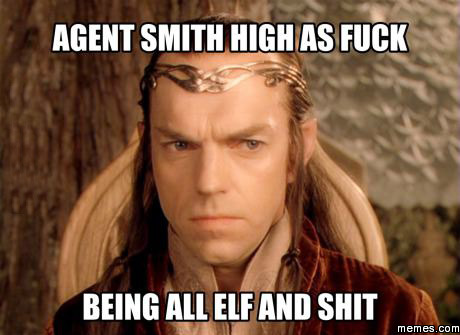 AGENT SMITH HIGH AS FUCK
BEING ALL ELF AND SHIT
memes.com